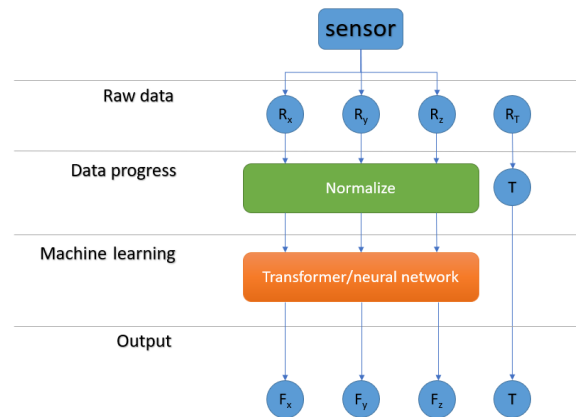 sensor
Raw data
Rx Ry Rz RT
Data progress
Normalize
T
Machine learning
Transformer/neural network
Output
Fx Fy Fz T